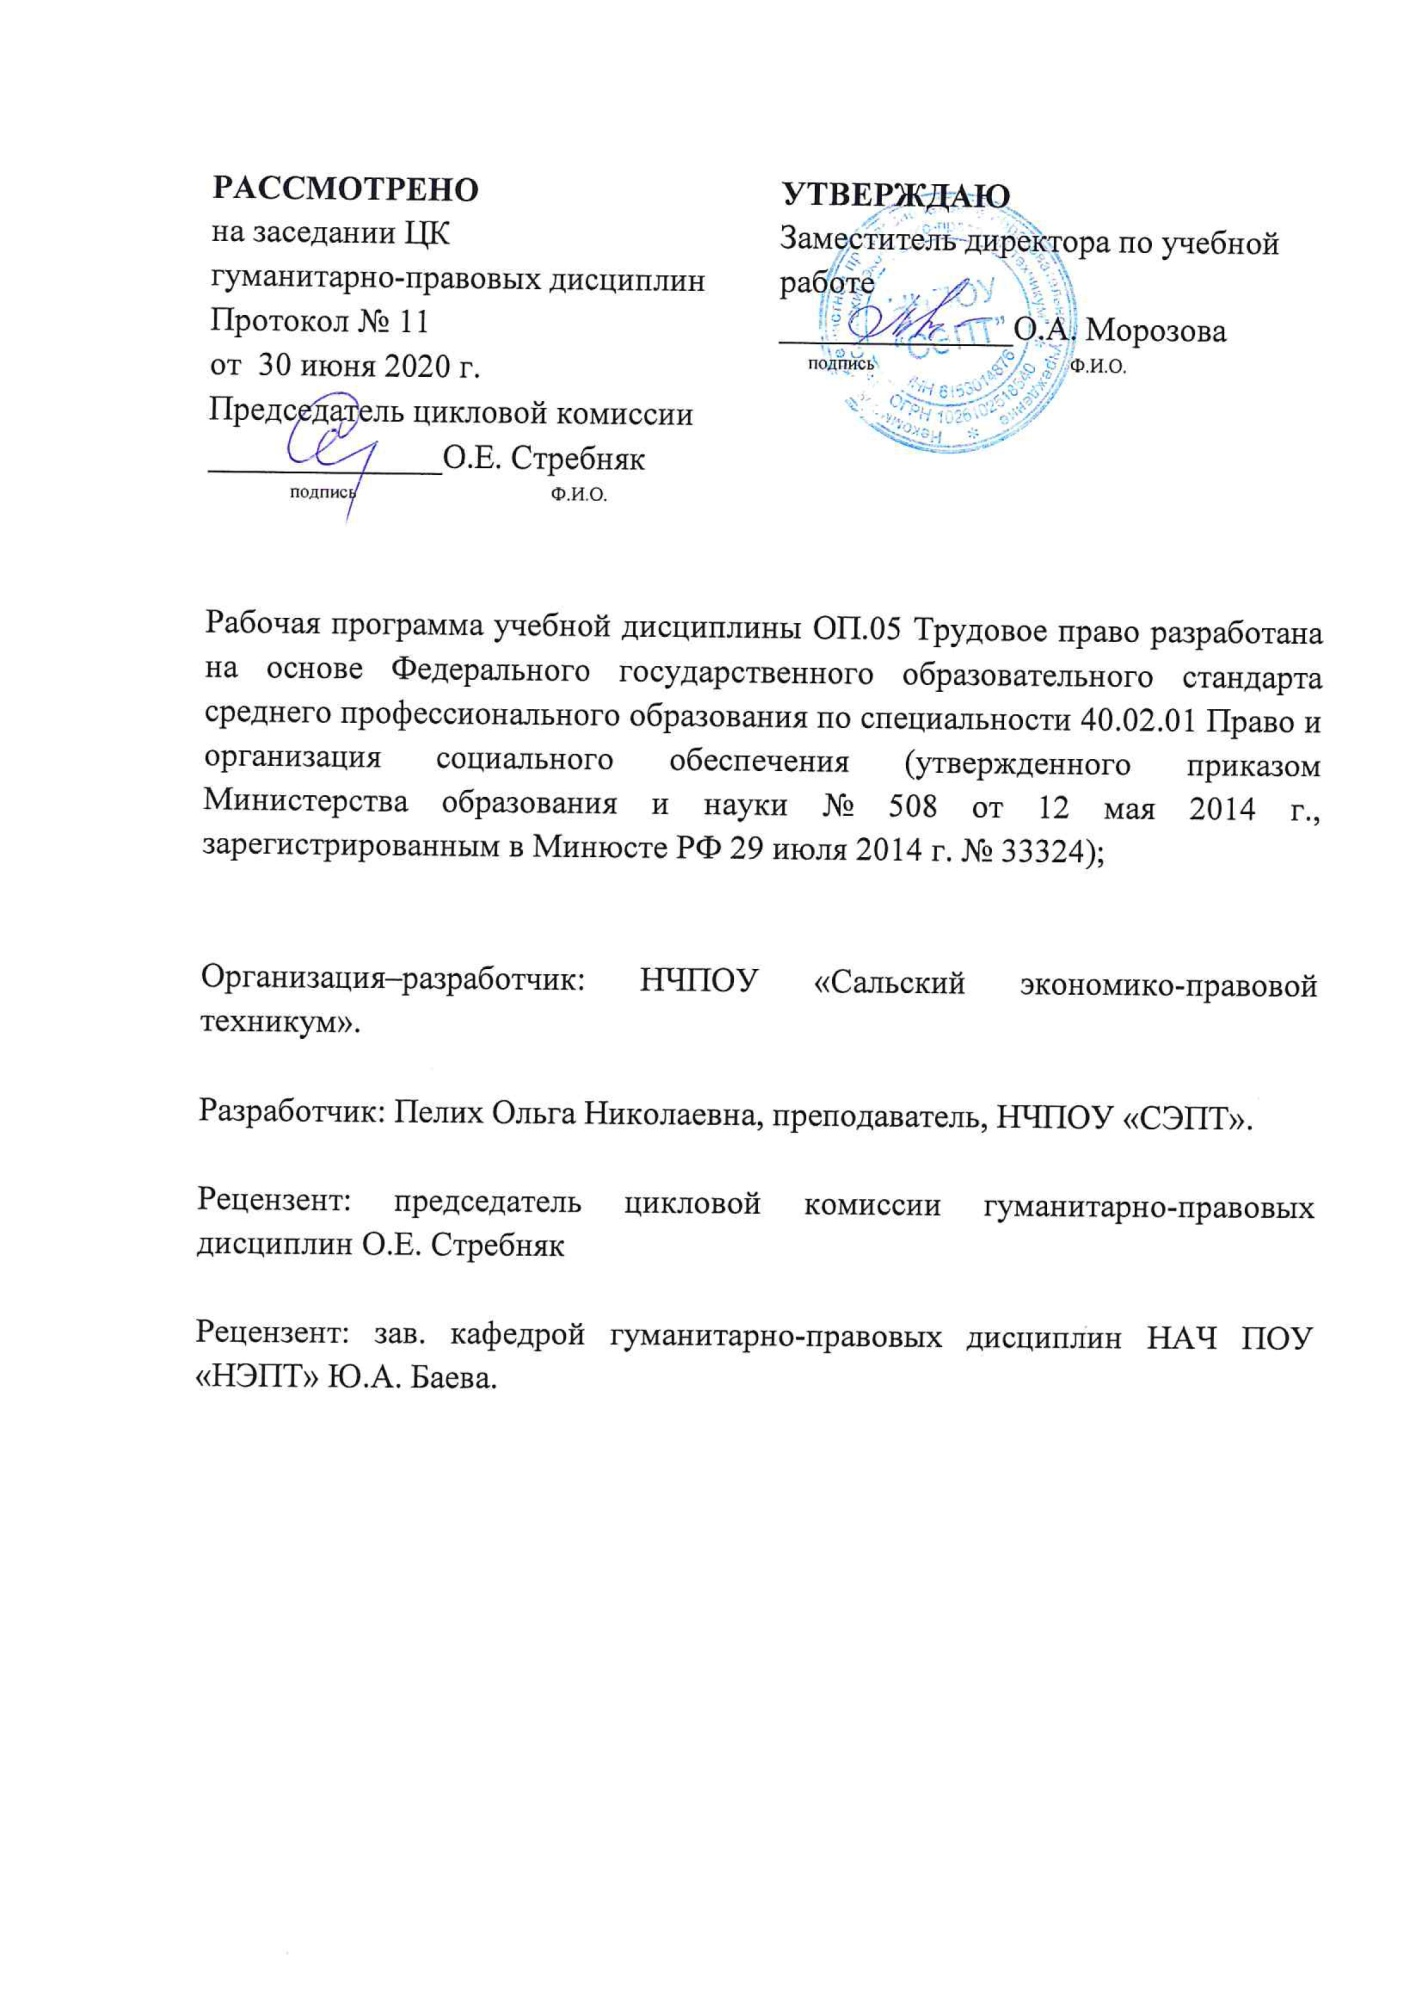 РАССМОТРЕНО
на заседании ЦК
гуманитарно-правовых дисциплин
Протокол № 11
от 30 июня 2020 г.
Председатель цикловой комиссии
О.Е. Стребняк
подпись Ф.И.О.
УТВЕРЖДАЮ
Заместитель директора по учебной
работе
О.А. Морозова
подпись Ф.И.О.
"СЭПТ"
ИНН 6153014876
Рабочая программа учебной дисциплины ОП.05 Трудовое право разработана
на основе Федерального государственного образовательного стандарта
среднего профессионального образования по специальности 40.02.01 Право и
организация социального обеспечения (утвержденного приказом
Министерства образования и науки № 508 от 12 мая 2014 г.,
зарегистрированным в Минюсте РФ 29 июля 2014 г. № 33324);
Организация–разработчик: НЧПОУ «Сальский экономико-правовой
техникум».
Разработчик: Пелих Ольга Николаевна, преподаватель, НЧПОУ «СЭПТ».
Рецензент: председатель цикловой комиссии гуманитарно-правовых
дисциплин О.Е. Стребняк
Рецензент: зав. кафедрой гуманитарно-правовых дисциплин НАЧ ПОУ
«НЭПТ» Ю.А. Баева.